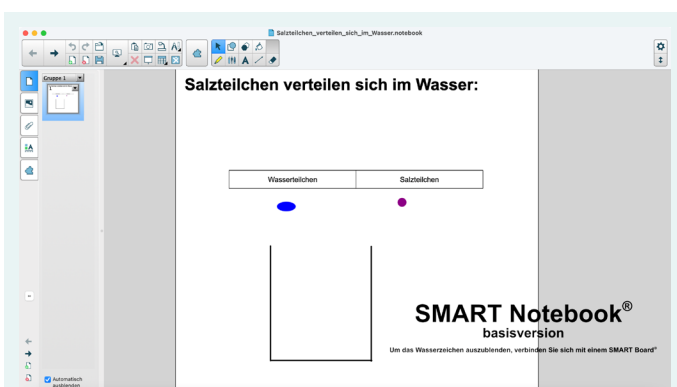 Salzteilchen_verteilen_sich_im_Wasser.notebook
Gruppe 1
1
Salzteilchen verteilen sich im Wasser:
Wasserteilchen Salzteilchen
SMART Notebook®
basisversion
Um das Wasserzeichen auszublenden, verbinden Sie sich mit einem SMART Board®
Automatisch
ausblenden